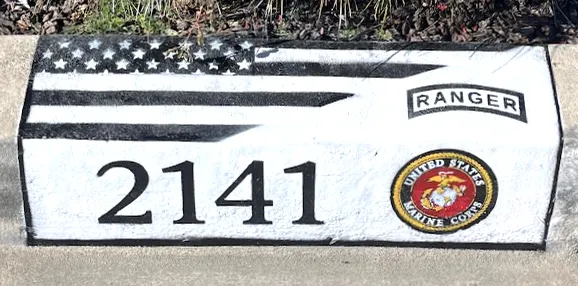 RANGER
2141
UNITED STATES
MARINE CORPS